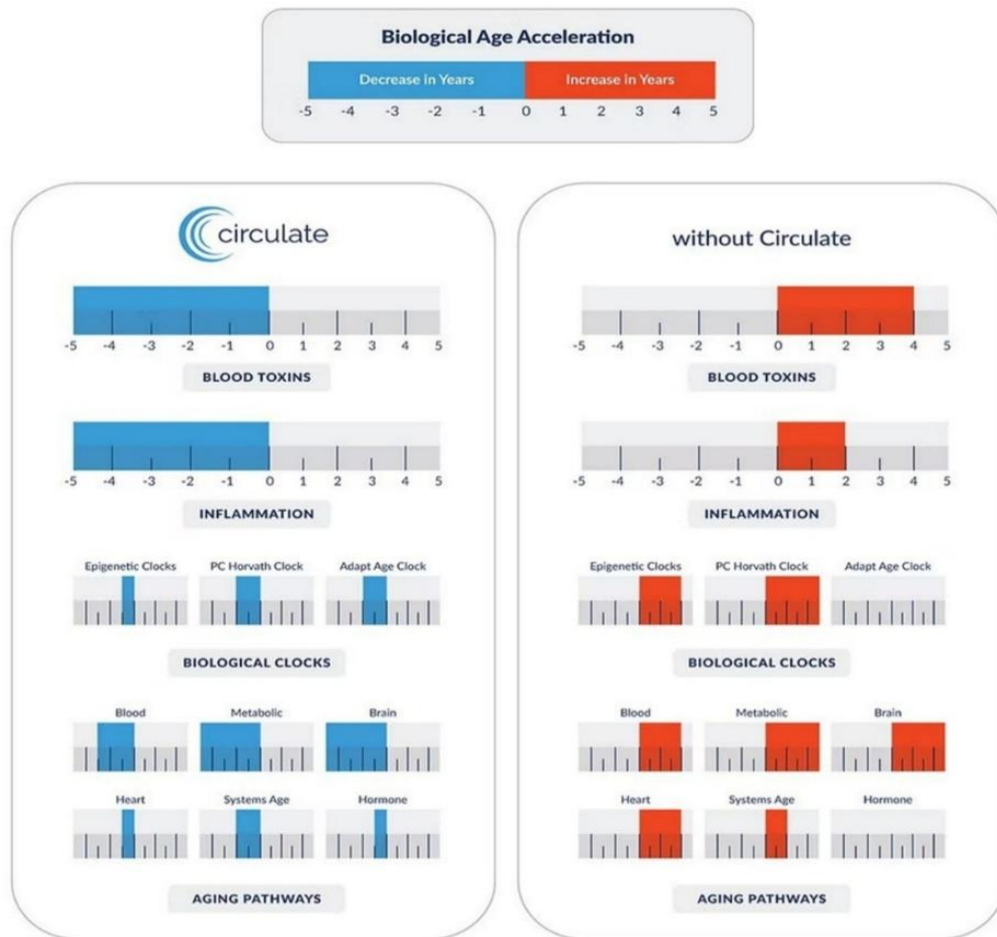 Biological Age Acceleration
Decrease in Years Increase in Years
-5 -4 -3 -2 -1 0 1 2 3 4 5
circulate
-5 -4 -3 -2 -1 0 1 2 3 4 5
BLOOD TOXINS
-5 -4 -3 -2 -1 0 1 2 3 4 5
INFLAMMATION
Epigenetic Clocks PC Horvath Clock Adapt Age Clock
BIOLOGICAL CLOCKS
Blood Metabolic Brain
Heart Systems Age Hormone
AGING PATHWAYS
without Circulate
-5 -4 -3 -2 -1 0 1 2 3 4 5
BLOOD TOXINS
-5 -4 -3 -2 -1 0 1 2 3 4 5
INFLAMMATION
Epigenetic Clocks PC Horvath Clock Adapt Age Clock
BIOLOGICAL CLOCKS
Blood Metabolic Brain
Heart Systems Age Hormone
AGING PATHWAYS